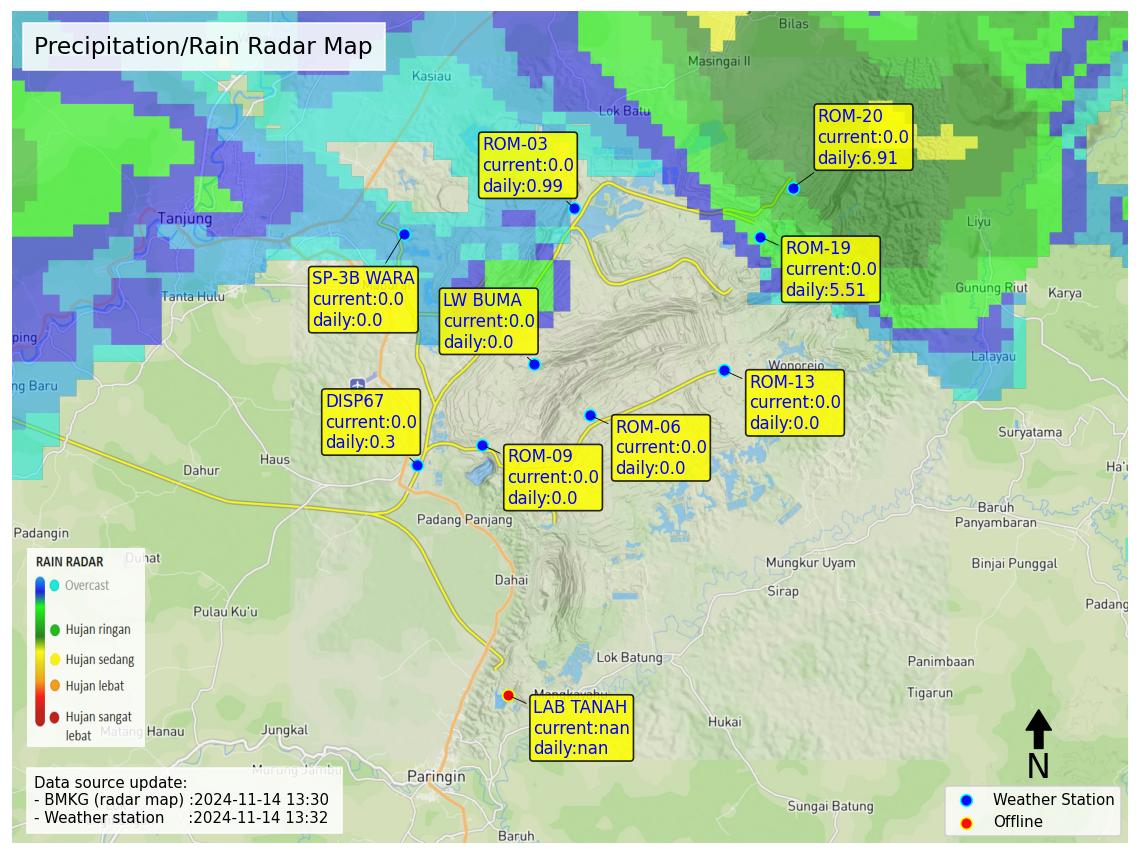 Precipitation/Rain Radar Map
Bilas
Masingai II
Kasiau
Lok Batu
ROM-20
current:0.0
daily:6.91
ROM-03
current:0.0
daily:0.99
Tanjung
Liyu
ROM-19
current:0.0
daily:5.51
SP-3B WARA
current:0.0
daily:0.0
Tanta Hulu
LW BUMA
current:0.0
daily:0.0
Gunung Riut
Karya
ping
Lalayau
Wonorejo
ng Baru
ROM-13
current:0.0
daily:0.0
DISP67
current:0.0
daily:0.3
ROM-06
current:0.0
daily:0.0
Suryatama
ROM-09
current:0.0
daily:0.0
Haus
Dahur
Ha'u
Baruh
Panyambaran
Padang Panjang
Padangin
Duhat
Mungkur Uyam
Binjai Punggal
RAIN RADAR
Overcast
Hujan ringan
Hujan sedang
Hujan lebat
Hujan sangat
lebat
Dahai
Sirap
Pulau Ku'u
Padang
Lok Batung
Panimbaan
Tigarun
Mangkayahu
LAB TANAH
current:nan
daily:nan
Hukai
Matang Hanau
Jungkal
Murung Jambu
Paringin
N
Data source update:
- BMKG (radar map) :2024-11-14 13:30
- Weather station :2024-11-14 13:32
Sungai Batung
Baruh
Weather Station
Offline